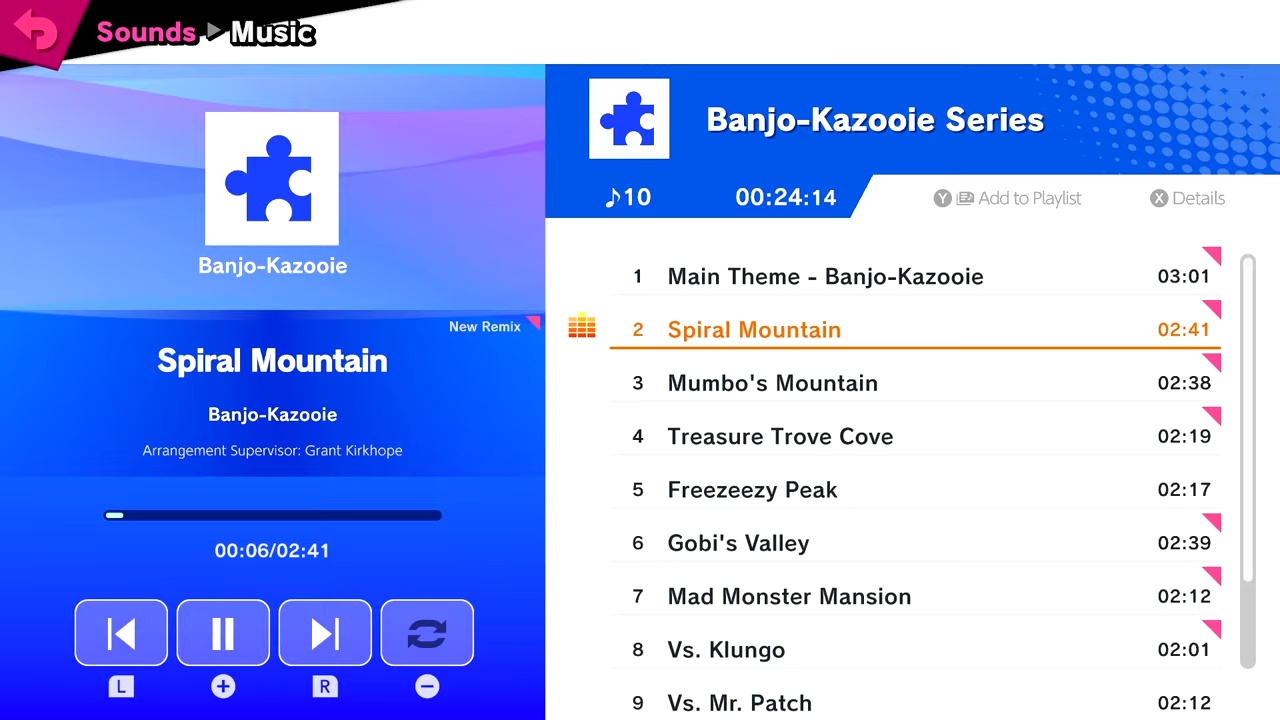 Sounds ▶ Music
Banjo-Kazooie
New Remix
Spiral Mountain
Banjo-Kazooie
Arrangement Supervisor: Grant Kirkhope
00:06/02:41
L + R −
Banjo-Kazooie Series
♪10 00:24:14 Y Add to Playlist X Details
1 Main Theme - Banjo-Kazooie 03:01
2 Spiral Mountain 02:41
3 Mumbo's Mountain 02:38
4 Treasure Trove Cove 02:19
5 Freezeezy Peak 02:17
6 Gobi's Valley 02:39
7 Mad Monster Mansion 02:12
8 Vs. Klungo 02:01
9 Vs. Mr. Patch 02:12